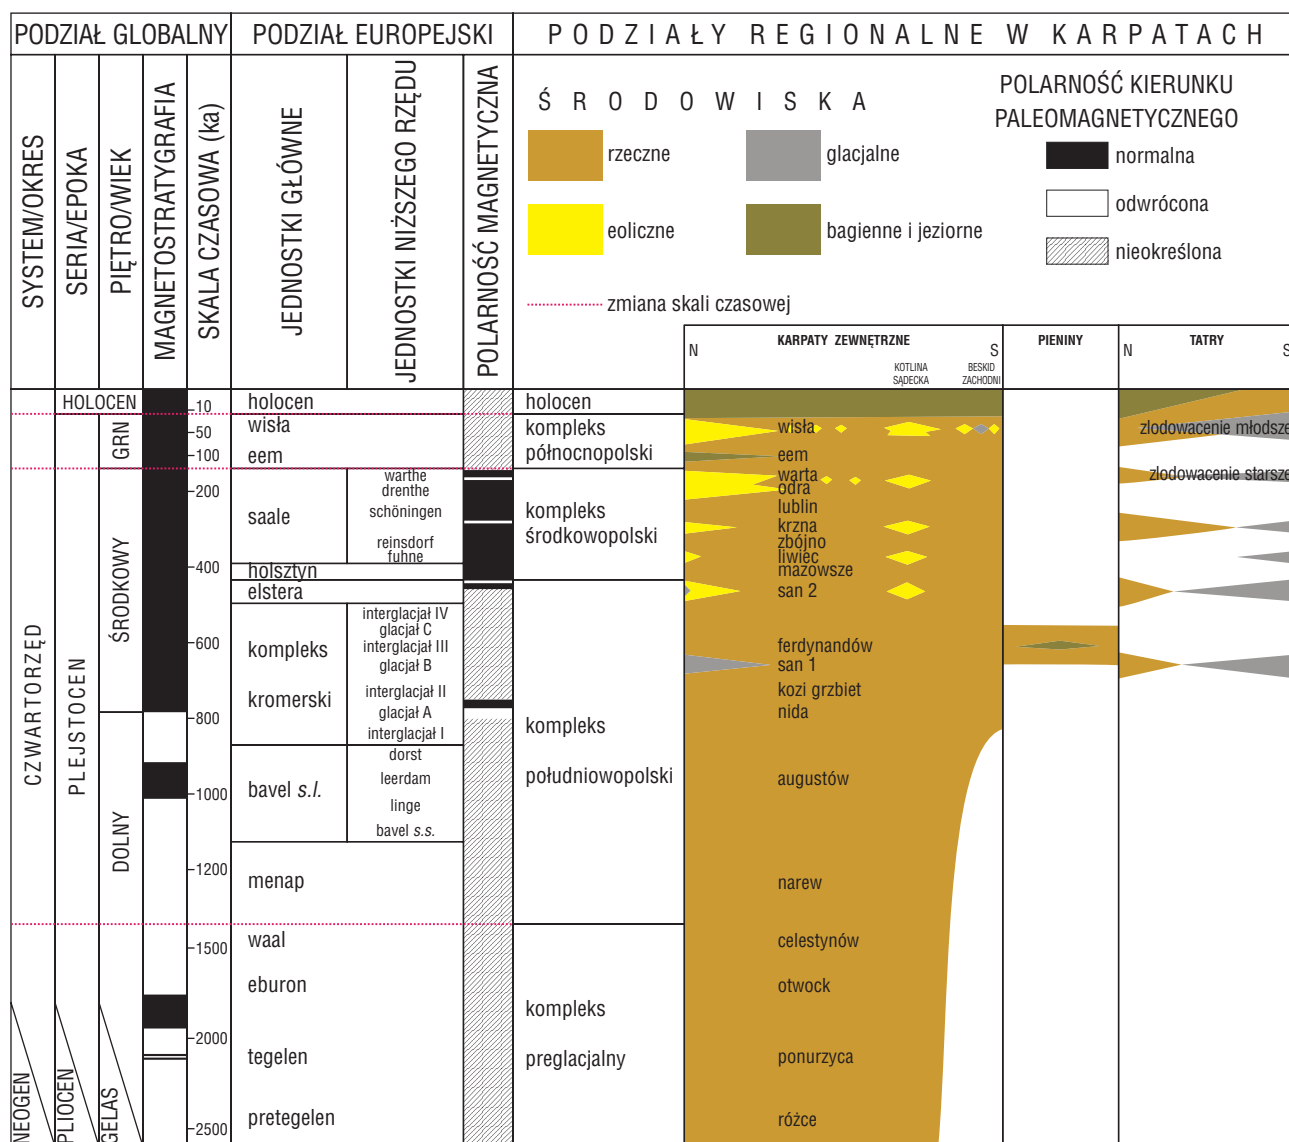 PODZIAŁ GLOBALNY
PODZIAŁ EUROPEJSKI
PODZIAŁY REGIONALNE W KARPATACH
SYSTEM/OKRES
SERIA/EPOKA
PIĘTRO/WIEK
MAGNETOSTRATYGRAFIA
SKALA CZASOWA (ka)
JEDNOSTKI GŁÓWNE
JEDNOSTKI NIŻSZEGO RZĘDU
POLARNOŚĆ MAGNETYCZNA
ŚRODOWISKA
rzeczne
glacjalne
eoliczne
bagienne i jeziorne
zmiana skali czasowej
POLARNOŚĆ KIERUNKU
PALEOMAGNETYCZNEGO
normalna
odwrócona
nieokreślona
N
KARPATY ZEWNĘTRZNE
S
KOTLINA
SĄDECKA
BESKID
ZACHODNI
PIENINY
N
TATRY
S
CZWARTORZĘD
NEOGEN
HOLOCEN
PLEJSTOCEN
PLIOCEN
GRN
ŚRODKOWY
DOLNY
GELAS
10
50
100
200
400
600
800
1000
1200
1500
2000
2500
holocen
wisła
eem
saale
holsztyn
elstera
kompleks
kromerski
bavel s.l.
menap
waal
eburon
tegelen
pretegelen
warthe
drenthe
schöningen
reinsdorf
fuhne
interglacjał IV
glacjał C
interglacjał III
glacjał B
interglacjał II
glacjał A
interglacjał I
dorst
leerdam
linge
bavel s.s.
holocen
kompleks
północnopolski
kompleks
środkowopolski
kompleks
południowopolski
kompleks
preglacjalny
wisła
eem
warta
odra
lublin
krzna
zbójno
liwiec
mazowsze
san 2
ferdynandów
san 1
kozi grzbiet
nida
augustów
narew
celestynów
otwock
ponurzyca
różce
zlodowacenie młodsze
zlodowacenie starsze